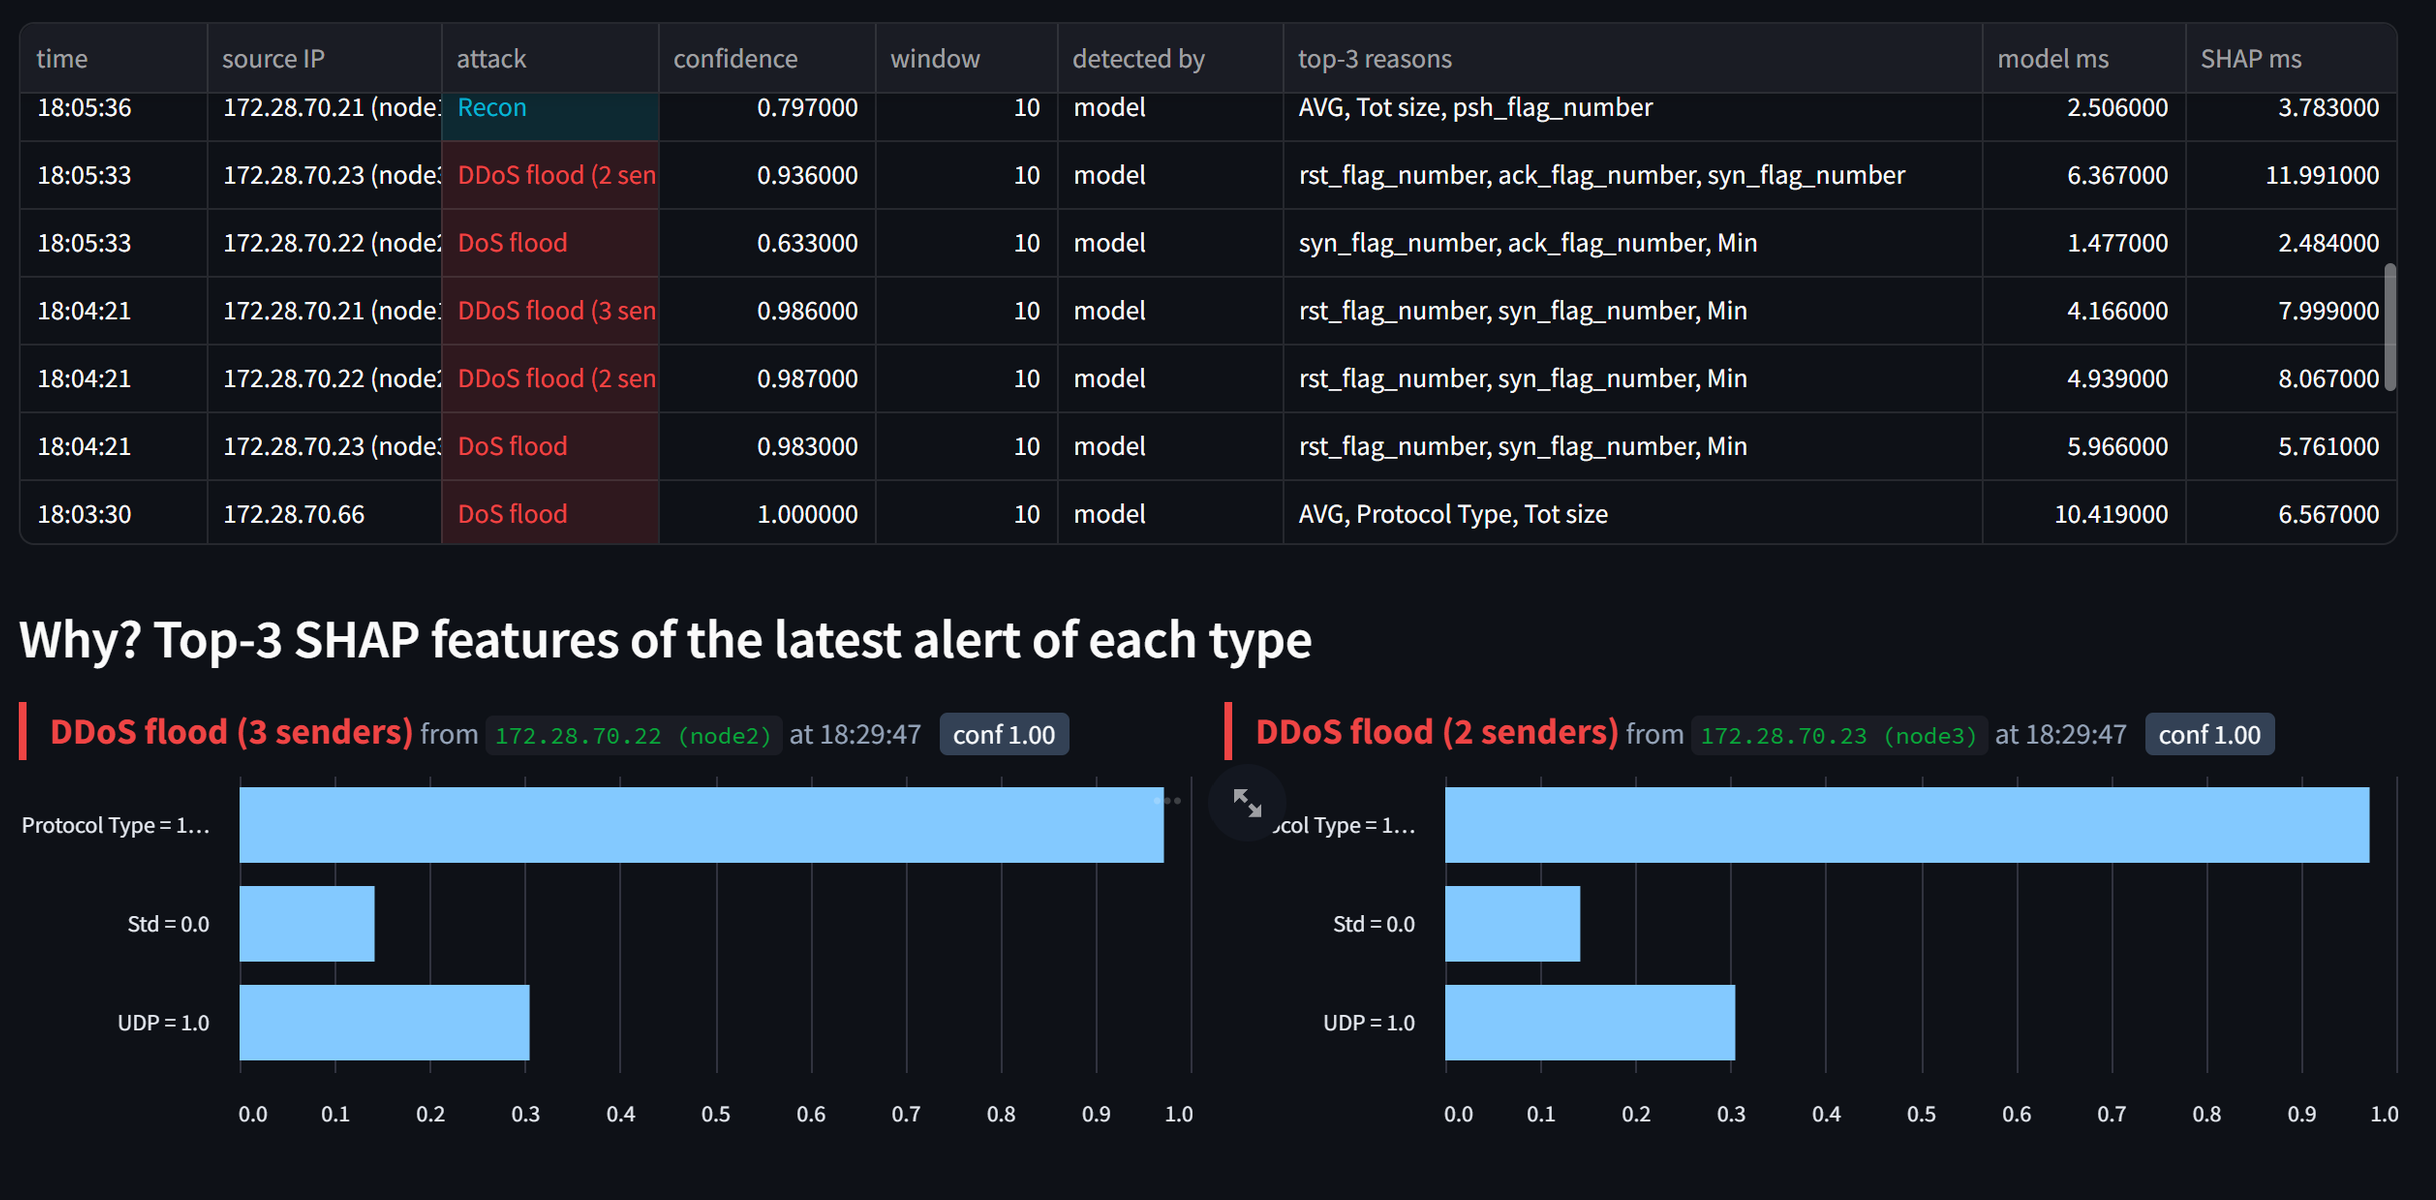 time source IP attack confidence window detected by top-3 reasons model ms SHAP ms
18:05:36 172.28.70.21 (node1 Recon 0.797000 10 model AVG, Tot size, psh_flag_number 2.506000 3.783000
18:05:33 172.28.70.23 (node3 DDoS flood (2 sen 0.936000 10 model rst_flag_number, ack_flag_number, syn_flag_number 6.367000 11.991000
18:05:33 172.28.70.22 (node2 DoS flood 0.633000 10 model syn_flag_number, ack_flag_number, Min 1.477000 2.484000
18:04:21 172.28.70.21 (node1 DDoS flood (3 sen 0.986000 10 model rst_flag_number, syn_flag_number, Min 4.166000 7.999000
18:04:21 172.28.70.22 (node2 DDoS flood (2 sen 0.987000 10 model rst_flag_number, syn_flag_number, Min 4.939000 8.067000
18:04:21 172.28.70.23 (node3 DoS flood 0.983000 10 model rst_flag_number, syn_flag_number, Min 5.966000 5.761000
18:03:30 172.28.70.66 DoS flood 1.000000 10 model AVG, Protocol Type, Tot size 10.419000 6.567000
Why? Top-3 SHAP features of the latest alert of each type
DDoS flood (3 senders) from 172.28.70.22 (node2) at 18:29:47 conf 1.00
Protocol Type = 1…
Std = 0.0
UDP = 1.0
0.0 0.1 0.2 0.3 0.4 0.5 0.6 0.7 0.8 0.9 1.0
DDoS flood (2 senders) from 172.28.70.23 (node3) at 18:29:47 conf 1.00
ocol Type = 1…
Std = 0.0
UDP = 1.0
0.0 0.1 0.2 0.3 0.4 0.5 0.6 0.7 0.8 0.9 1.0